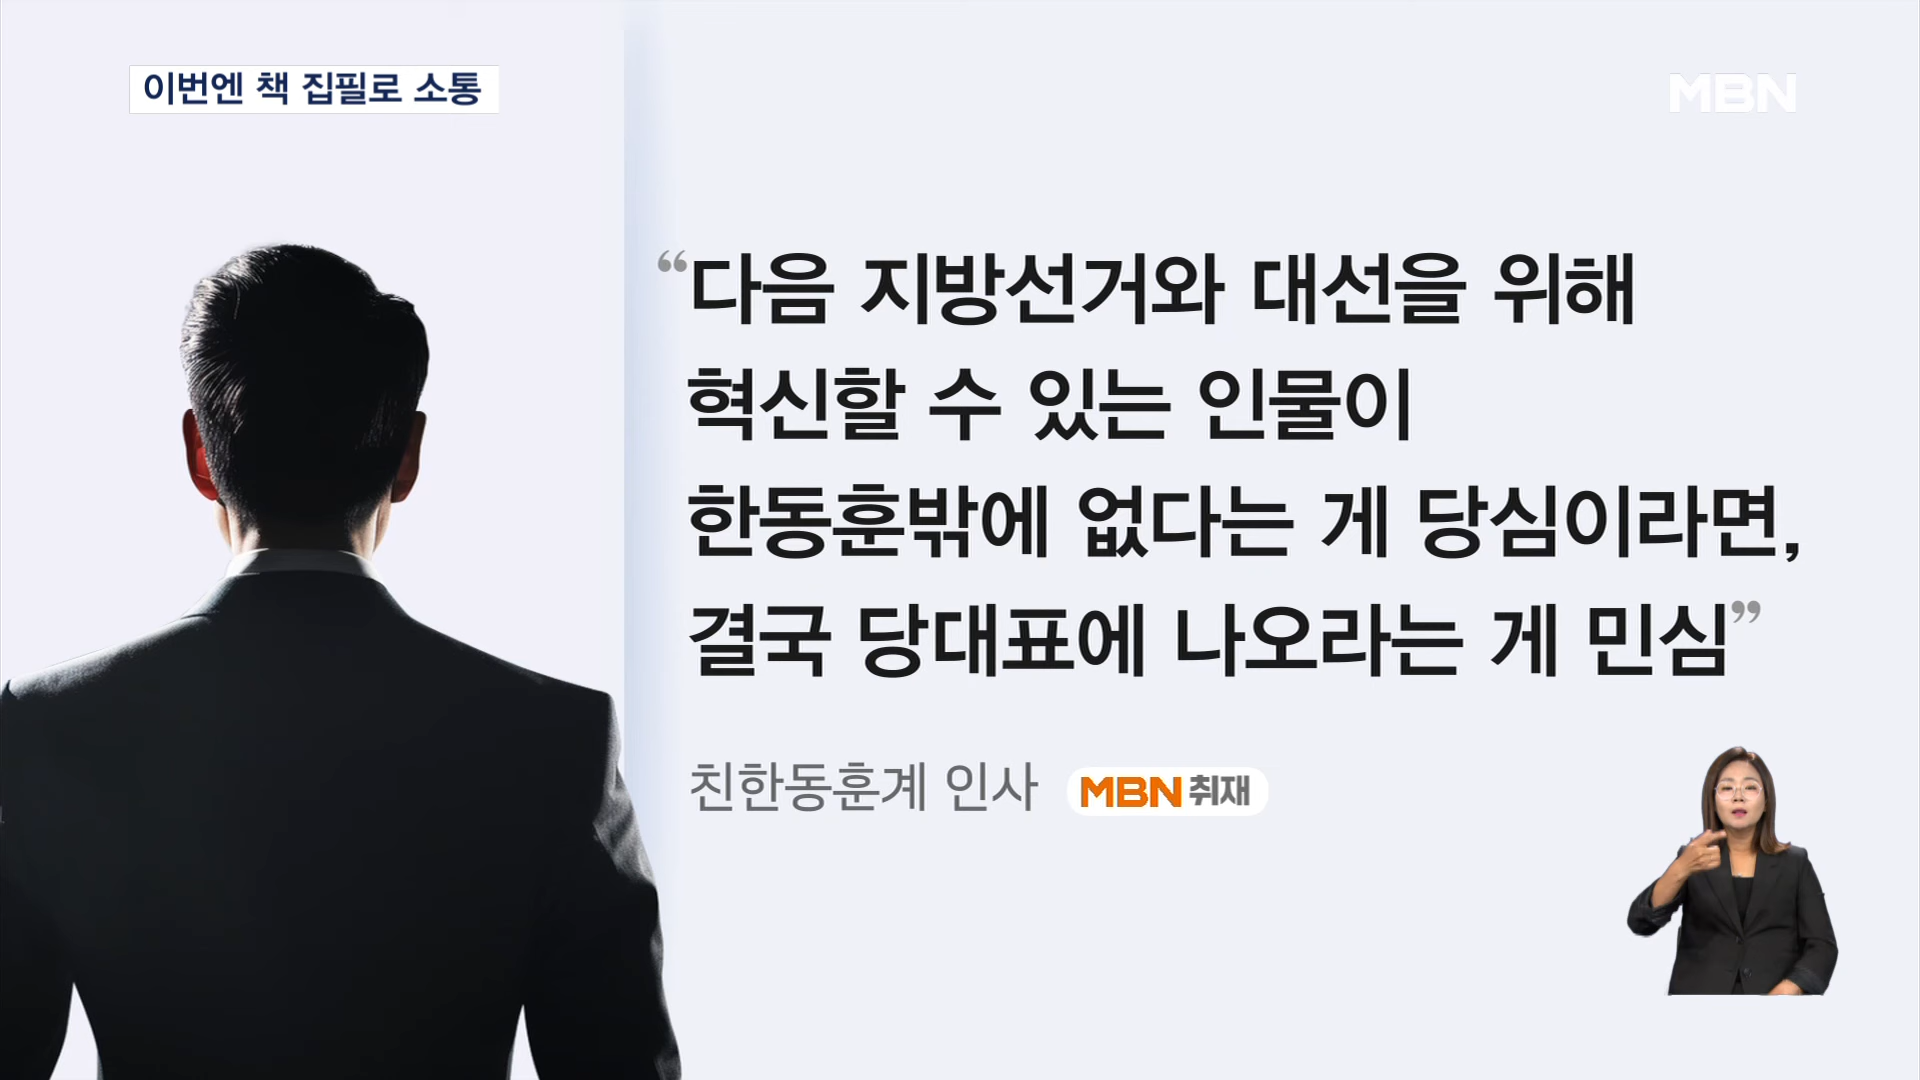 이번엔 책 집필로 소통
MBN
“다음 지방선거와 대선을 위해
혁신할 수 있는 인물이
한동훈밖에 없다는 게 당심이라면,
결국 당대표에 나오라는 게 민심”
친한동훈계 인사 MBN 취재